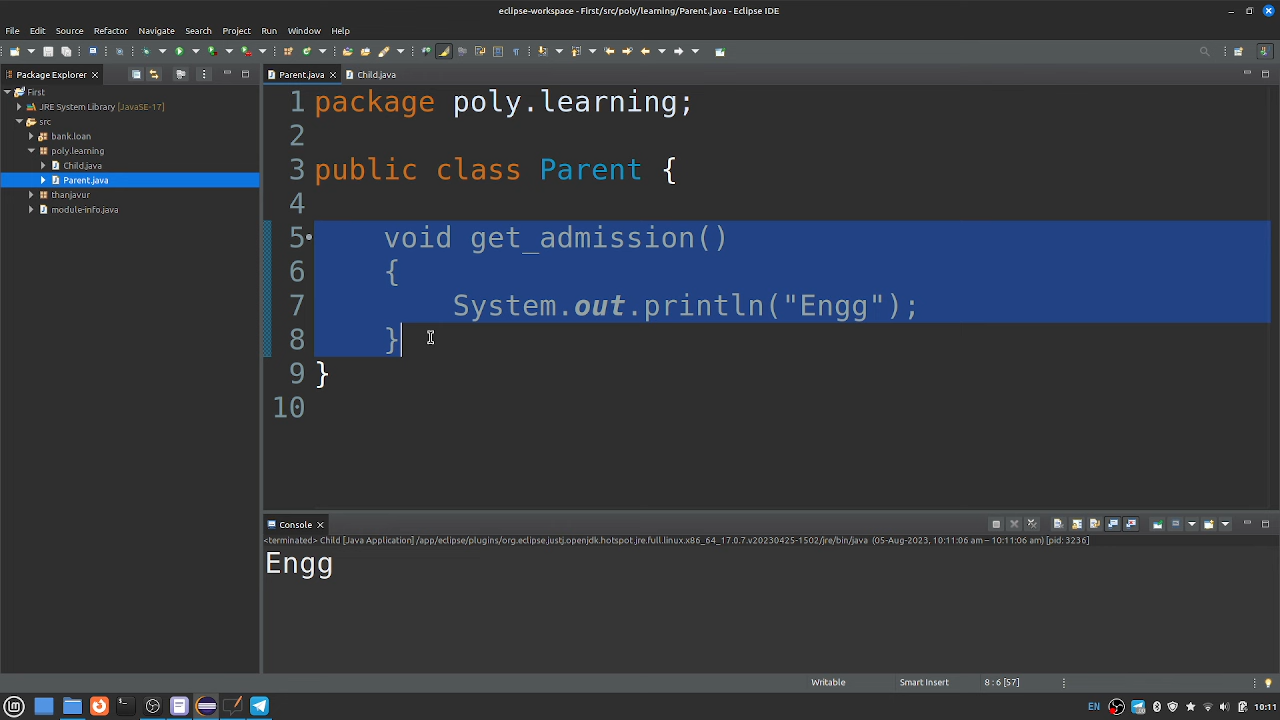 eclipse-workspace - First/src/poly/learning/Parent.java - Eclipse IDE
File Edit Source Refactor Navigate Search Project Run Window Help
Package Explorer
First
JRE System Library [JavaSE-17]
src
bank.loan
poly.learning
Child.java
Parent.java
thanjavur
module-info.java
Parent.java Child.java
1 package poly.learning;
2
3 public class Parent {
4
5 void get_admission()
6 {
7 System.out.println("Engg");
8 }
9 }
10
Console
<terminated> Child [Java Application] /app/eclipse/plugins/org.eclipse.justj.openjdk.hotspot.jre.full.linux.x86_64_17.0.7.v20230425-1502/jre/bin/java (05-Aug-2023, 10:11:06 am – 10:11:06 am) [pid: 3236]
Engg
Writable Smart Insert 8 : 6 [57]
EN 10:11